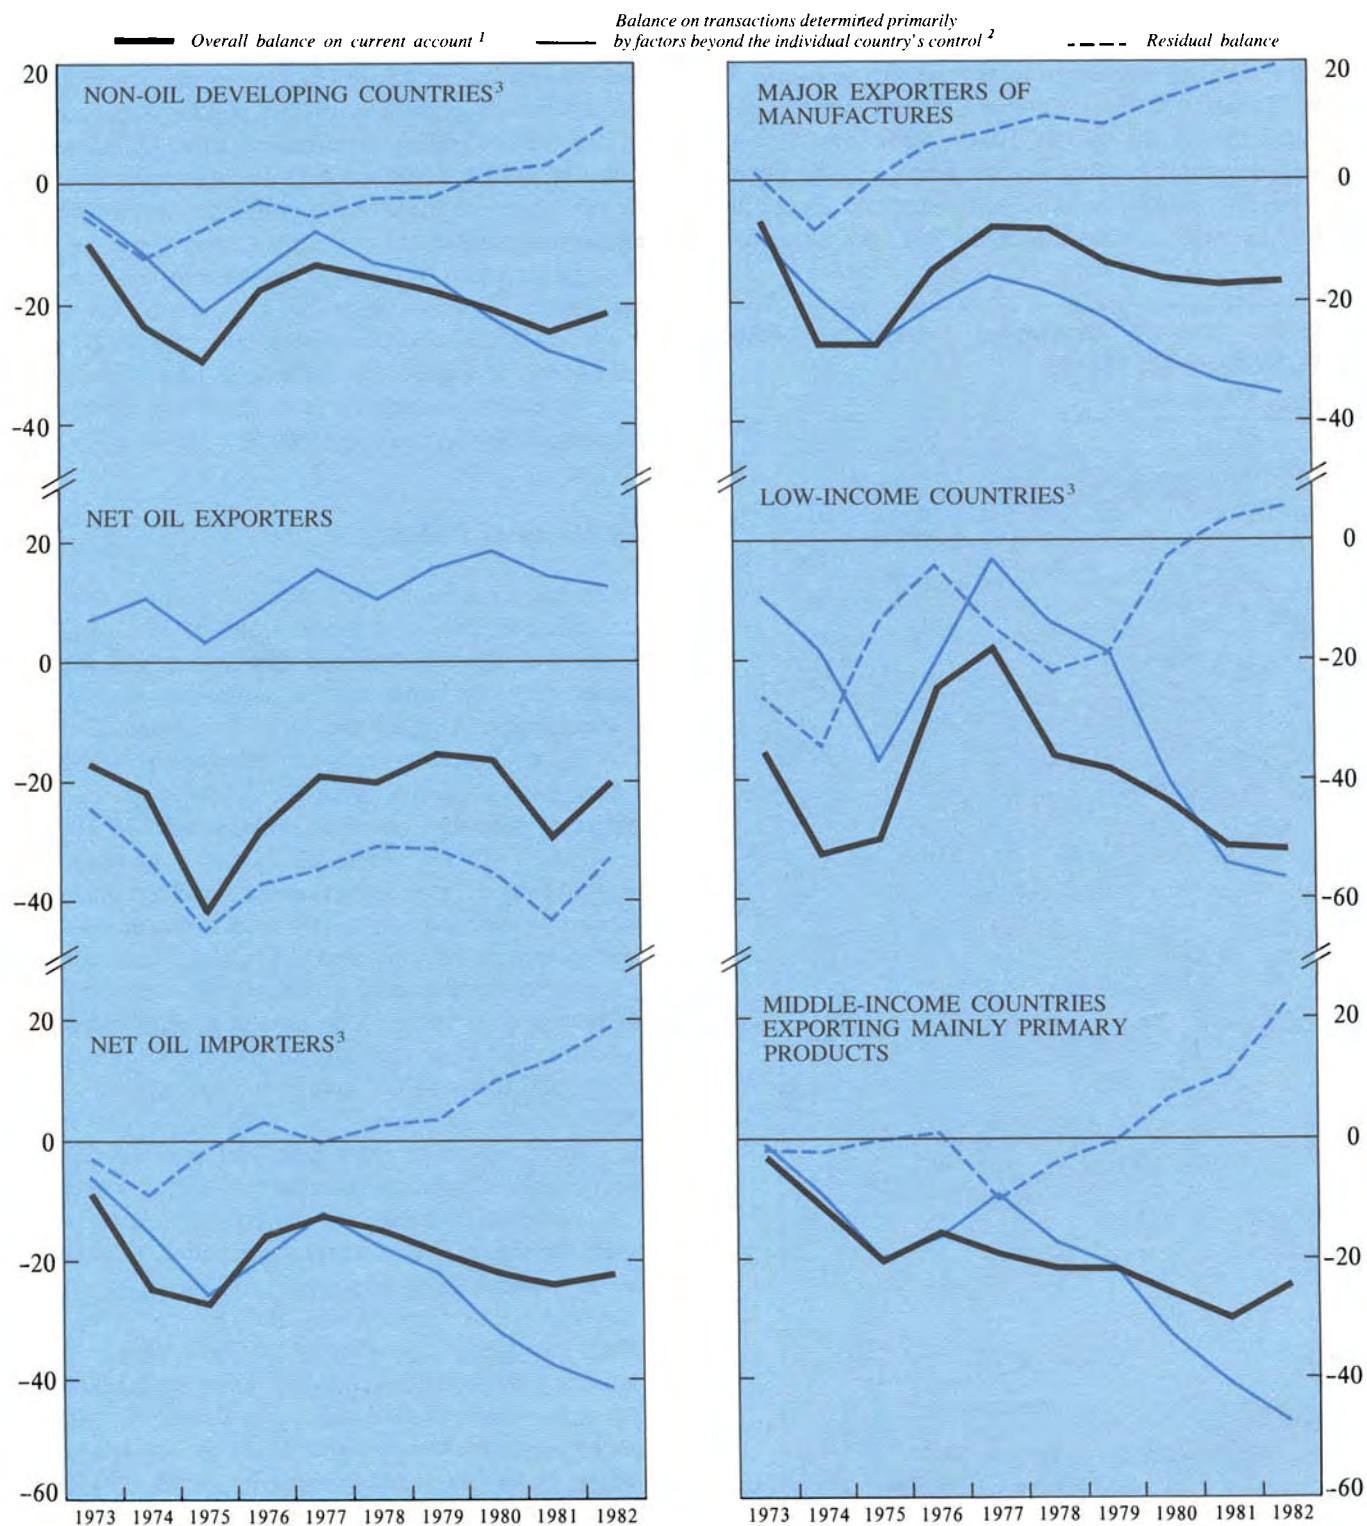 Overall balance on current account 1
Balance on transactions determined primarily
by factors beyond the individual country's control 2
Residual balance
NON-OIL DEVELOPING COUNTRIES3
20
0
-20
-40
NET OIL EXPORTERS
20
0
-20
-40
NET OIL IMPORTERS3
20
0
-20
-40
-60
1973 1974 1975 1976 1977 1978 1979 1980 1981 1982
MAJOR EXPORTERS OF
MANUFACTURES
20
0
-20
-40
LOW-INCOME COUNTRIES3
0
-20
-40
-60
MIDDLE-INCOME COUNTRIES
EXPORTING MAINLY PRIMARY
PRODUCTS
20
0
-20
-40
-60
1973 1974 1975 1976 1977 1978 1979 1980 1981 1982